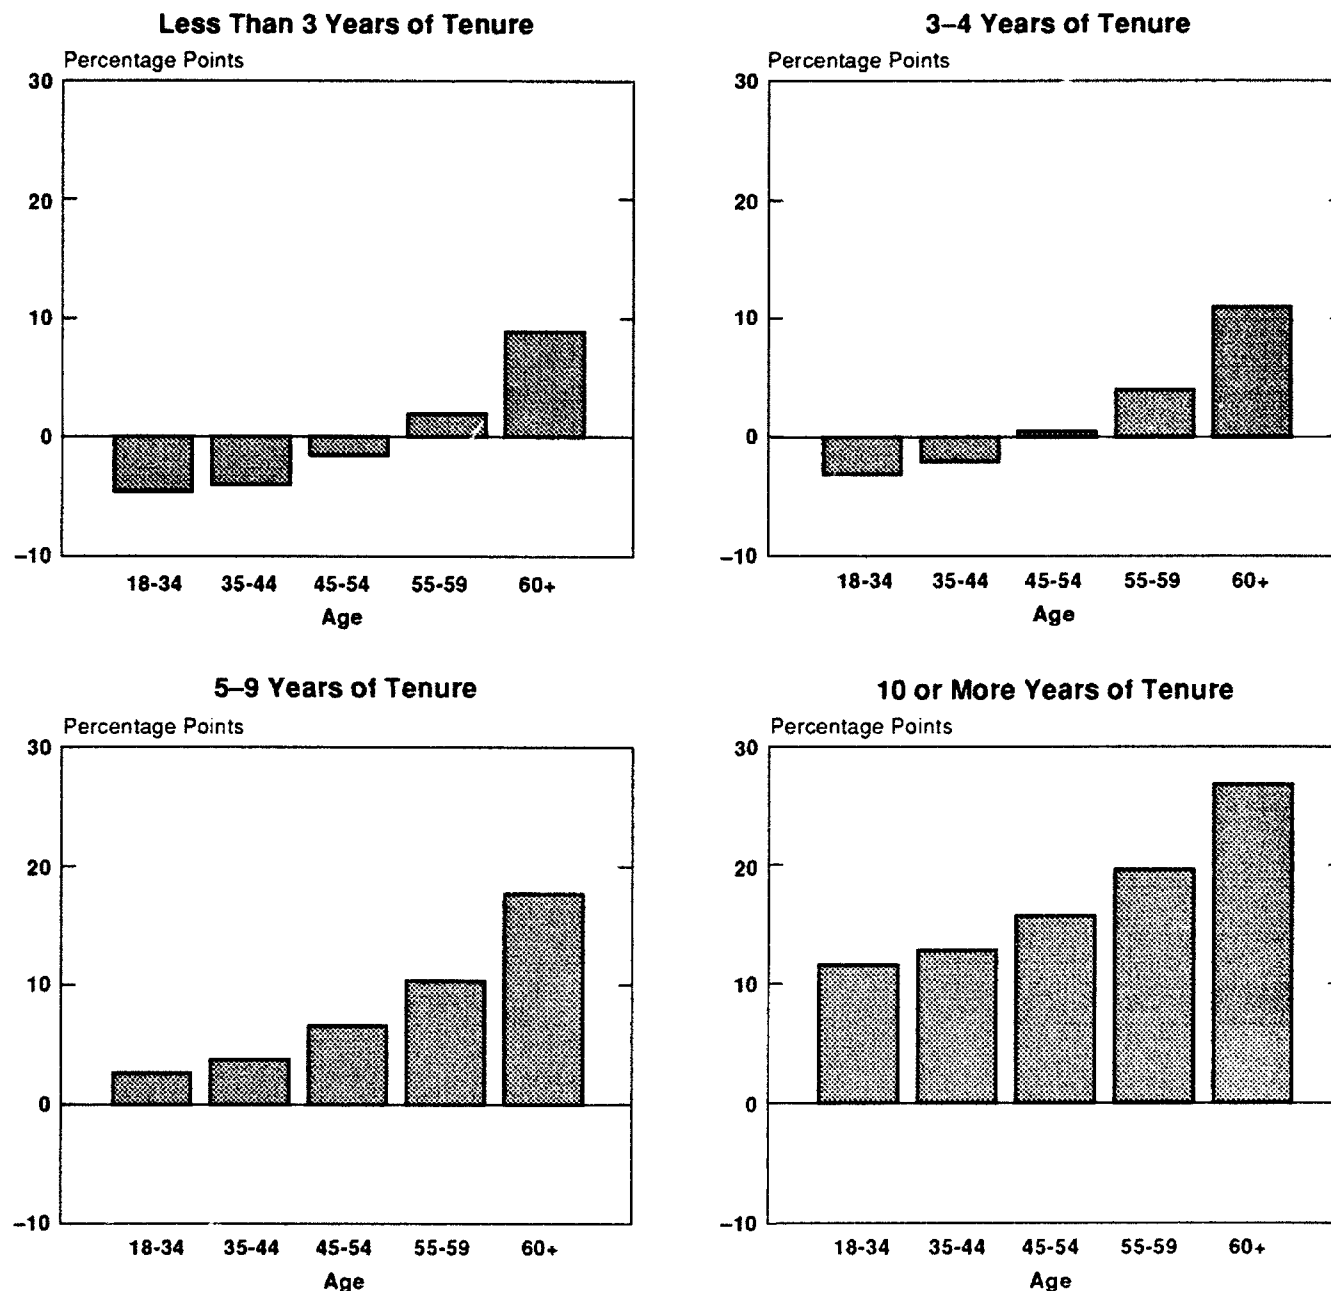 Less Than 3 Years of Tenure
Percentage Points
30
20
10
0
–10
18-34 35-44 45-54 55-59 60+
Age
3–4 Years of Tenure
Percentage Points
30
20
10
0
–10
18-34 35-44 45-54 55-59 60+
Age
5–9 Years of Tenure
Percentage Points
30
20
10
0
–10
18-34 35-44 45-54 55-59 60+
Age
10 or More Years of Tenure
Percentage Points
30
20
10
0
–10
18-34 35-44 45-54 55-59 60+
Age